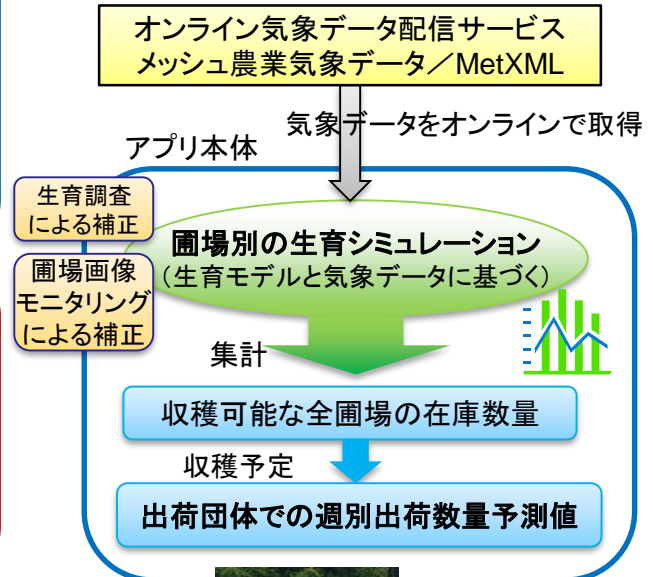 オンライン気象データ配信サービス
メッシュ農業気象データ／MetXML
気象データをオンラインで取得
アプリ本体
生育調査
による補正
圃場別の生育シミュレーション
（生育モデルと気象データに基づく）
圃場画像
モニタリング
による補正
集計
収穫可能な全圃場の在庫数量
収穫予定
出荷団体での週別出荷数量予測値